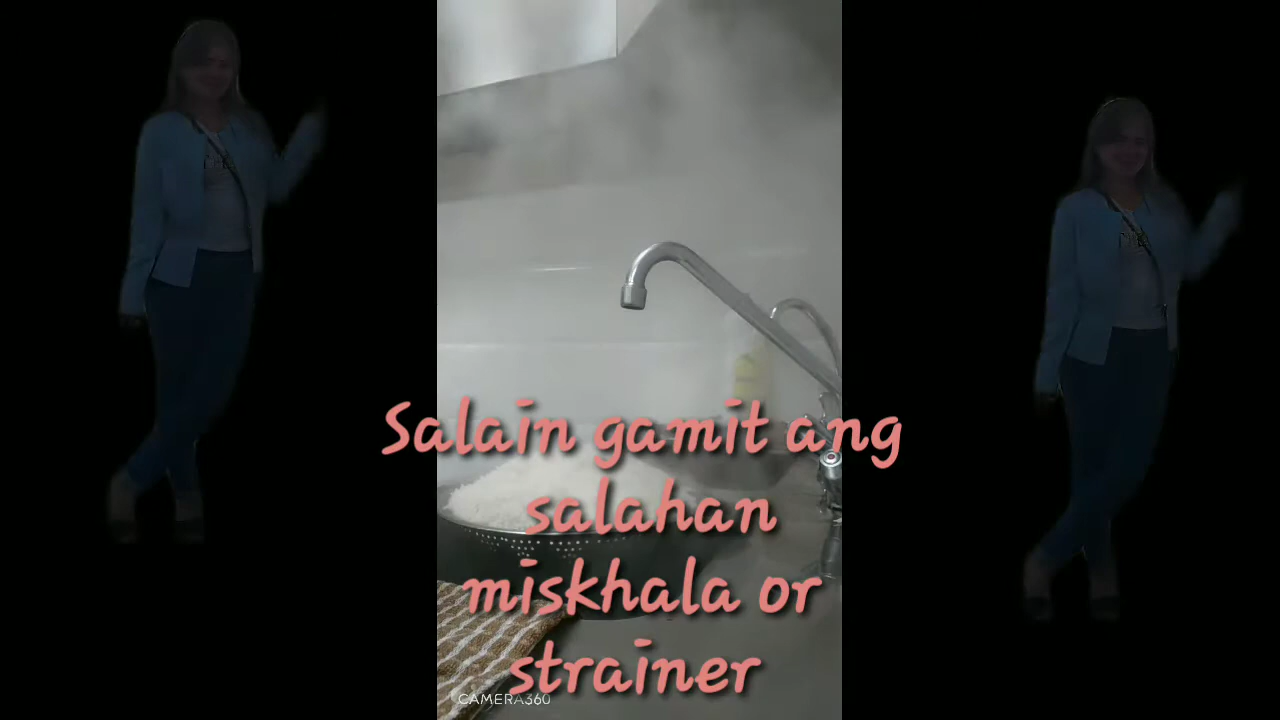 Salain gamit ang
salahan
miskhala or
strainer
CAMERA360